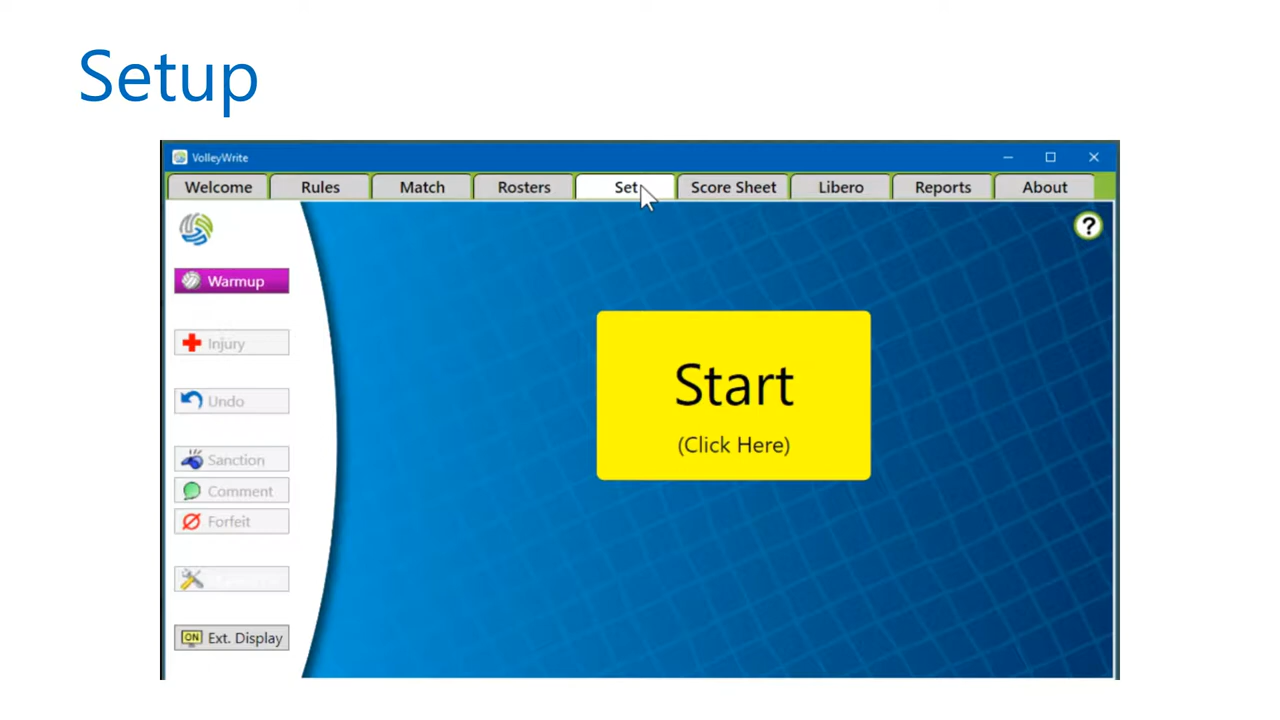 Setup
VolleyWrite
Welcome Rules Match Rosters Set Score Sheet Libero Reports About
?
Warmup
Injury
Start
Undo
(Click Here)
Sanction
Comment
Forfeit
ON Ext. Display